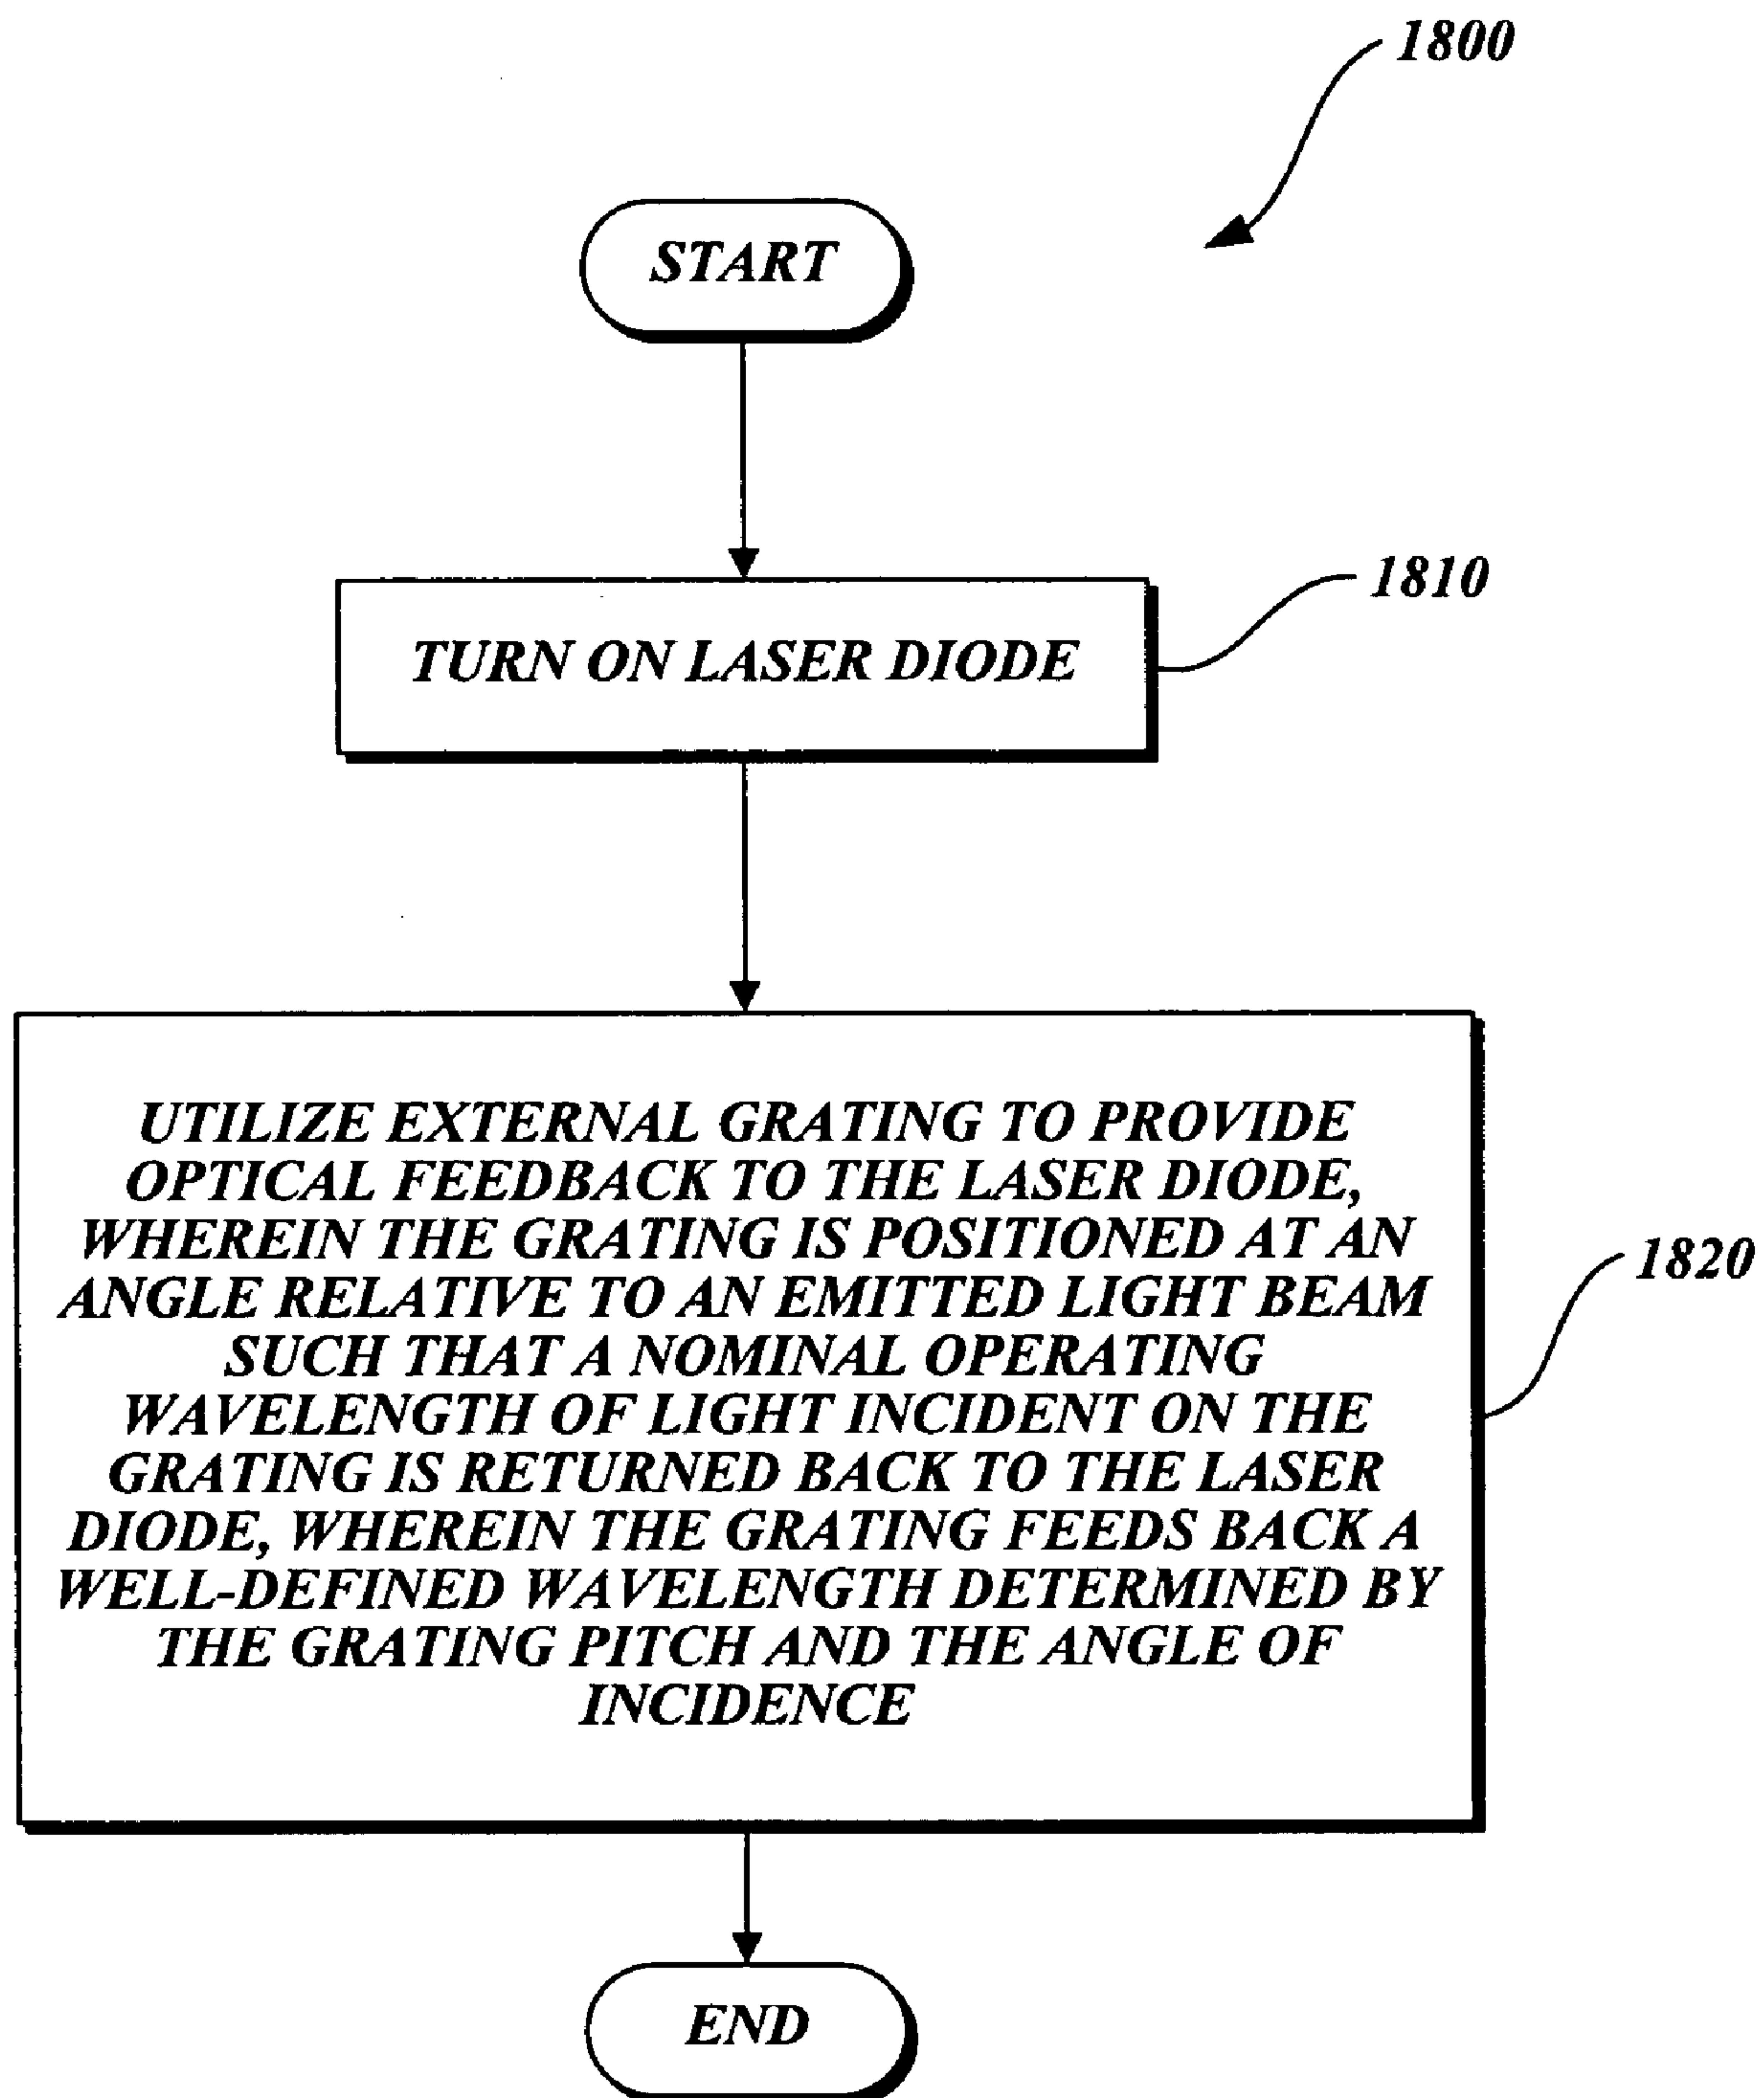 1800
START
1810
TURN ON LASER DIODE
UTILIZE EXTERNAL GRATING TO PROVIDE
OPTICAL FEEDBACK TO THE LASER DIODE,
WHEREIN THE GRATING IS POSITIONED AT AN
ANGLE RELATIVE TO AN EMITTED LIGHT BEAM
SUCH THAT A NOMINAL OPERATING
WAVELENGTH OF LIGHT INCIDENT ON THE
GRATING IS RETURNED BACK TO THE LASER
DIODE, WHEREIN THE GRATING FEEDS BACK A
WELL-DEFINED WAVELENGTH DETERMINED BY
THE GRATING PITCH AND THE ANGLE OF
INCIDENCE
1820
END